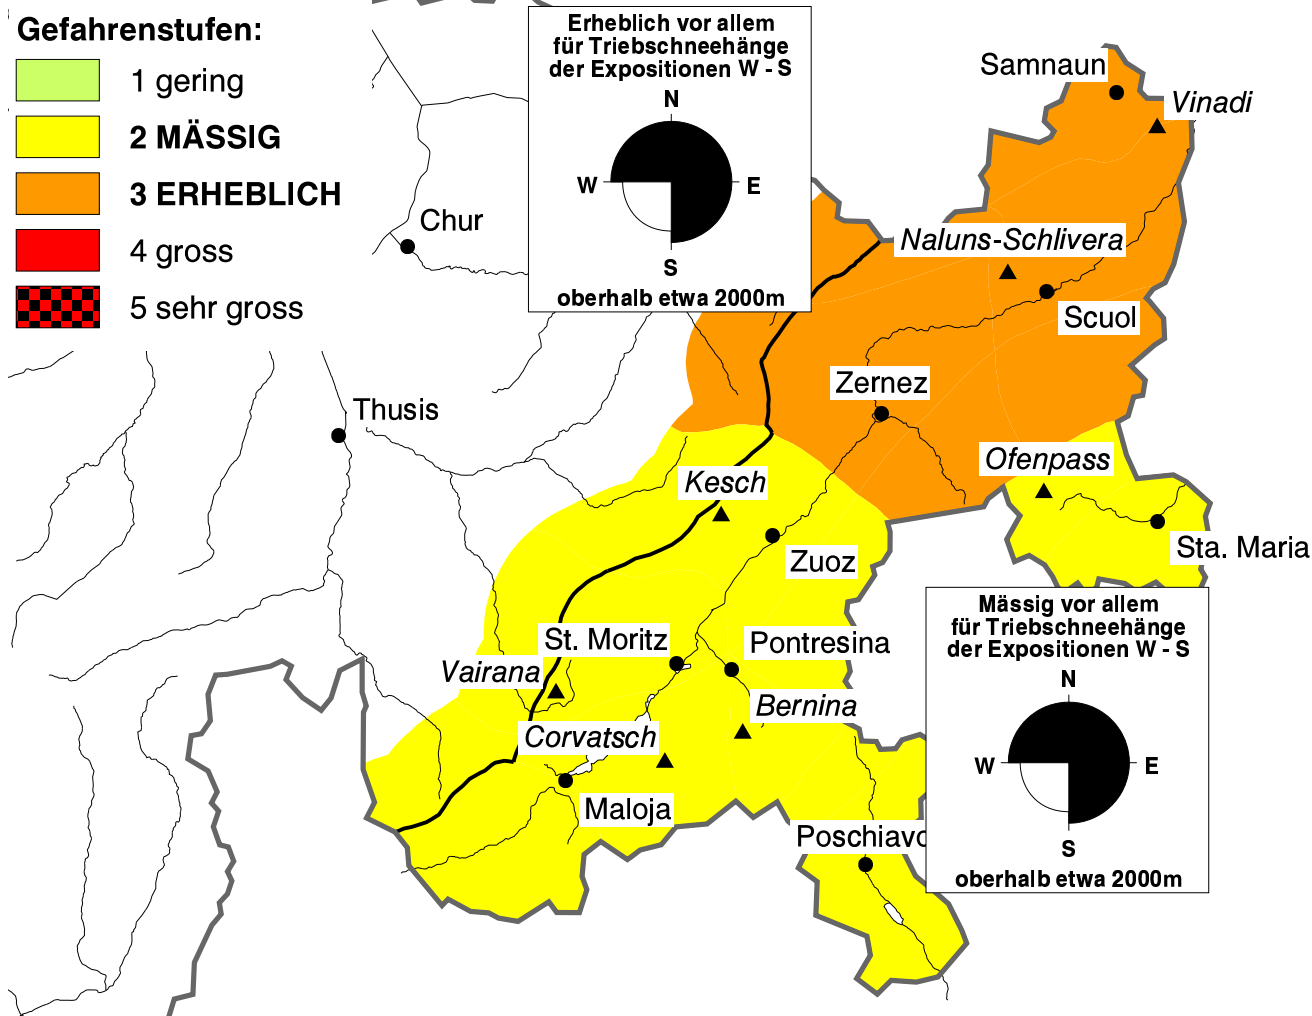 Gefahrenstufen:
1 gering
2 MÄSSIG
3 ERHEBLICH
4 gross
5 sehr gross
Erheblich vor allem
für Triebschneehänge
der Expositionen W - S
N
W
E
S
oberhalb etwa 2000m
Samnaun
Vinadi
Chur
Naluns-Schlivera
Scuol
Zernez
Thusis
Ofenpass
Kesch
Sta. Maria
Zuoz
St. Moritz
Pontresina
Vairana
Bernina
Corvatsch
Maloja
Poschiavo
Mässig vor allem
für Triebschneehänge
der Expositionen W - S
N
W
E
S
oberhalb etwa 2000m